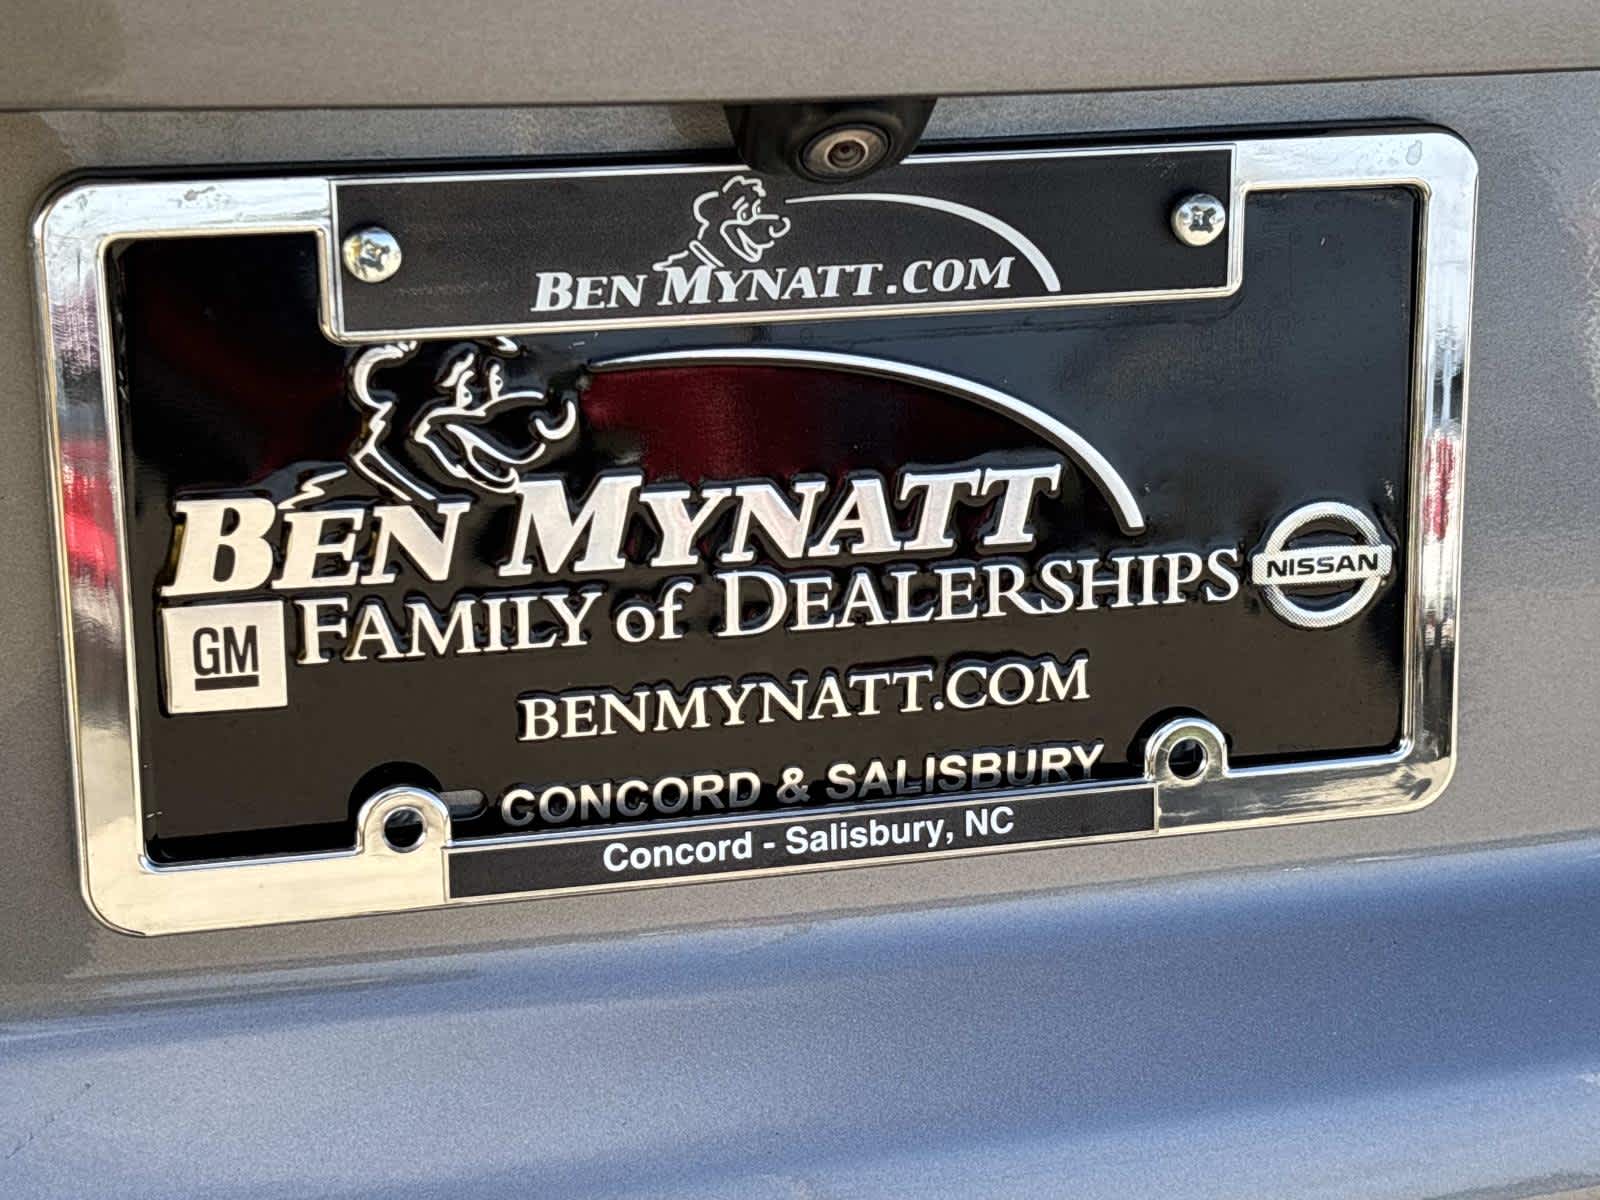 BEN MYNATT.COM
BEN MYNATT
GM FAMILY of DEALERSHIPS NISSAN
BENMYNATT.COM
CONCORD & SALISBURY
Concord - Salisbury, NC